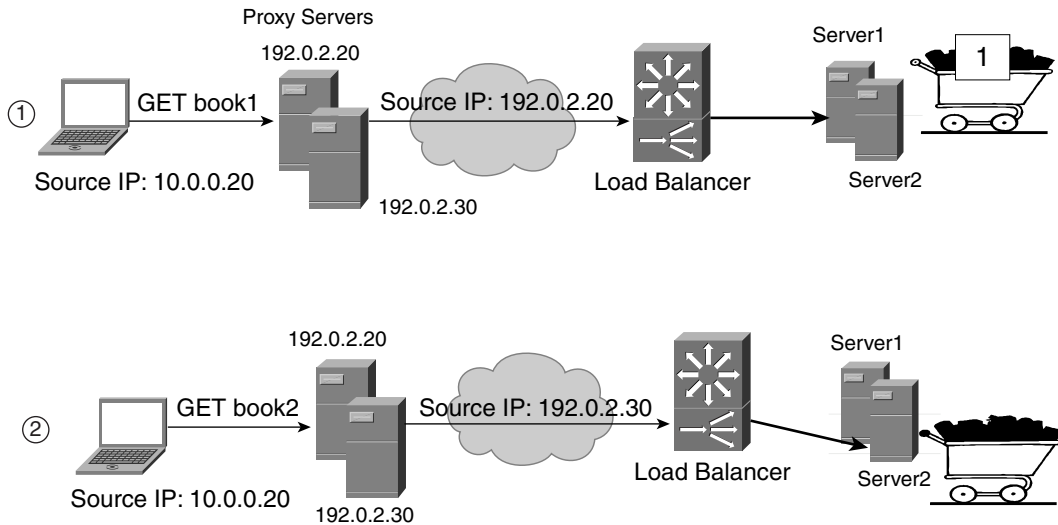 Proxy Servers
192.0.2.20
Server1
1
1
GET book1
Source IP: 192.0.2.20
Source IP: 10.0.0.20
Load Balancer
Server2
192.0.2.30
192.0.2.20
Server1
2
GET book2
Source IP: 192.0.2.30
Load Balancer
Server2
Source IP: 10.0.0.20
192.0.2.30